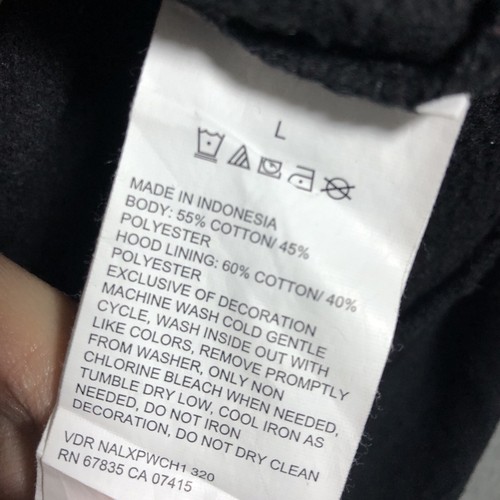 L
MADE IN INDONESIA
BODY: 55% COTTON/ 45%
POLYESTER
HOOD LINING: 60% COTTON/ 40%
POLYESTER
EXCLUSIVE OF DECORATION
MACHINE WASH COLD GENTLE
CYCLE, WASH INSIDE OUT WITH
LIKE COLORS, REMOVE PROMPTLY
FROM WASHER, ONLY NON
CHLORINE BLEACH WHEN NEEDED,
TUMBLE DRY LOW, COOL IRON AS
NEEDED, DO NOT IRON
DECORATION, DO NOT DRY CLEAN
VDR NALXPWCH1 320
RN 67835 CA 07415